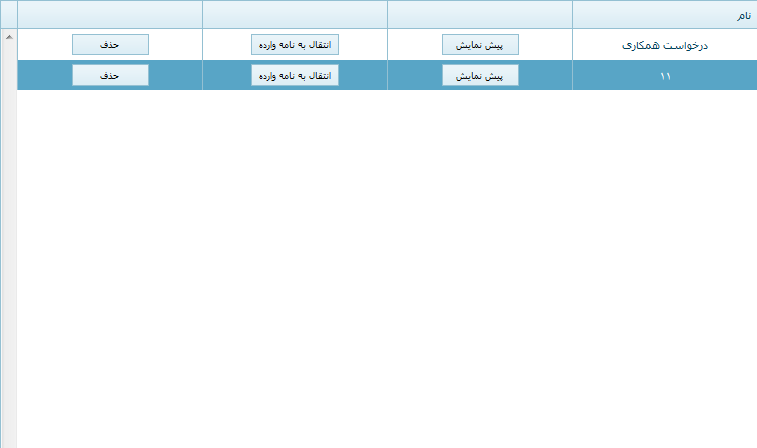 نام
درخواست همکاری پیش نمایش انتقال به نامه وارده حذف
۱۱ پیش نمایش انتقال به نامه وارده حذف